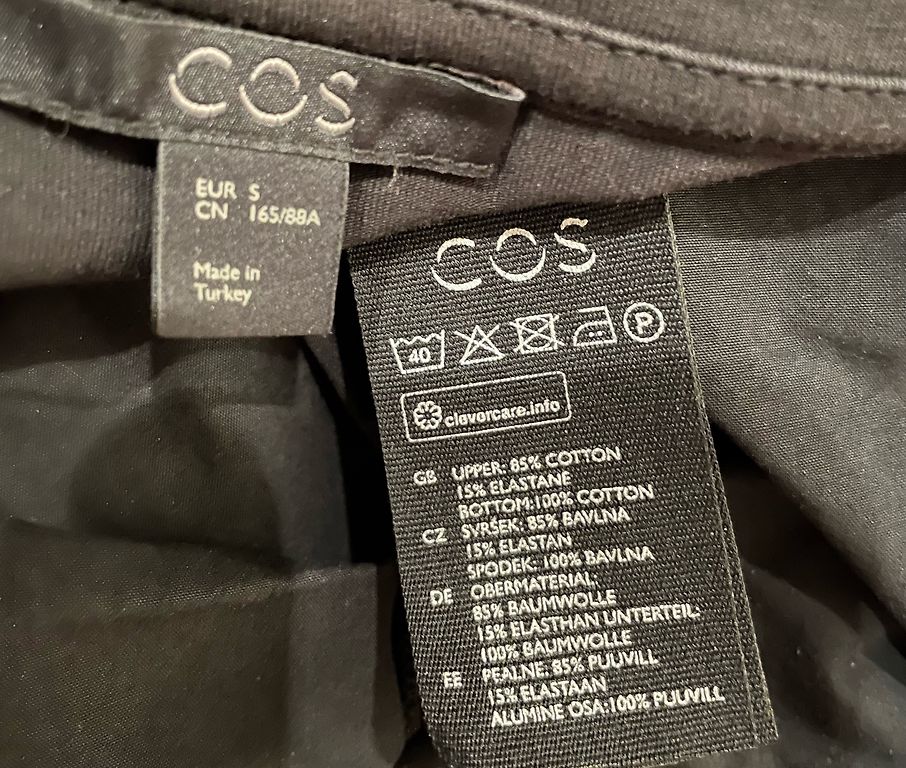 COS
EUR S
CN 165/88A
Made in
Turkey
COS
40
P
clevercare.info
GB UPPER: 85% COTTON
15% ELASTANE
BOTTOM:100% COTTON
CZ SVRŠEK: 85% BAVLNA
15% ELASTAN
SPODEK: 100% BAVLNA
DE OBERMATERIAL:
85% BAUMWOLLE
15% ELASTHAN UNTERTEIL:
100% BAUMWOLLE
EE PEALNE: 85% PUUVILL
15% ELASTAAN
ALUMINE OSA:100% PUUVILL